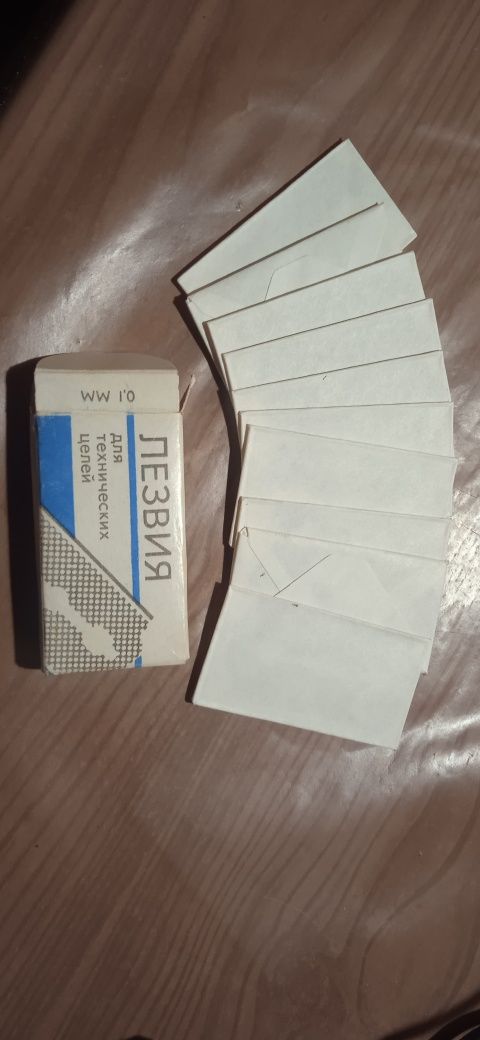 0,1 мм
ЛЕЗВИЯ
для
технических
целей